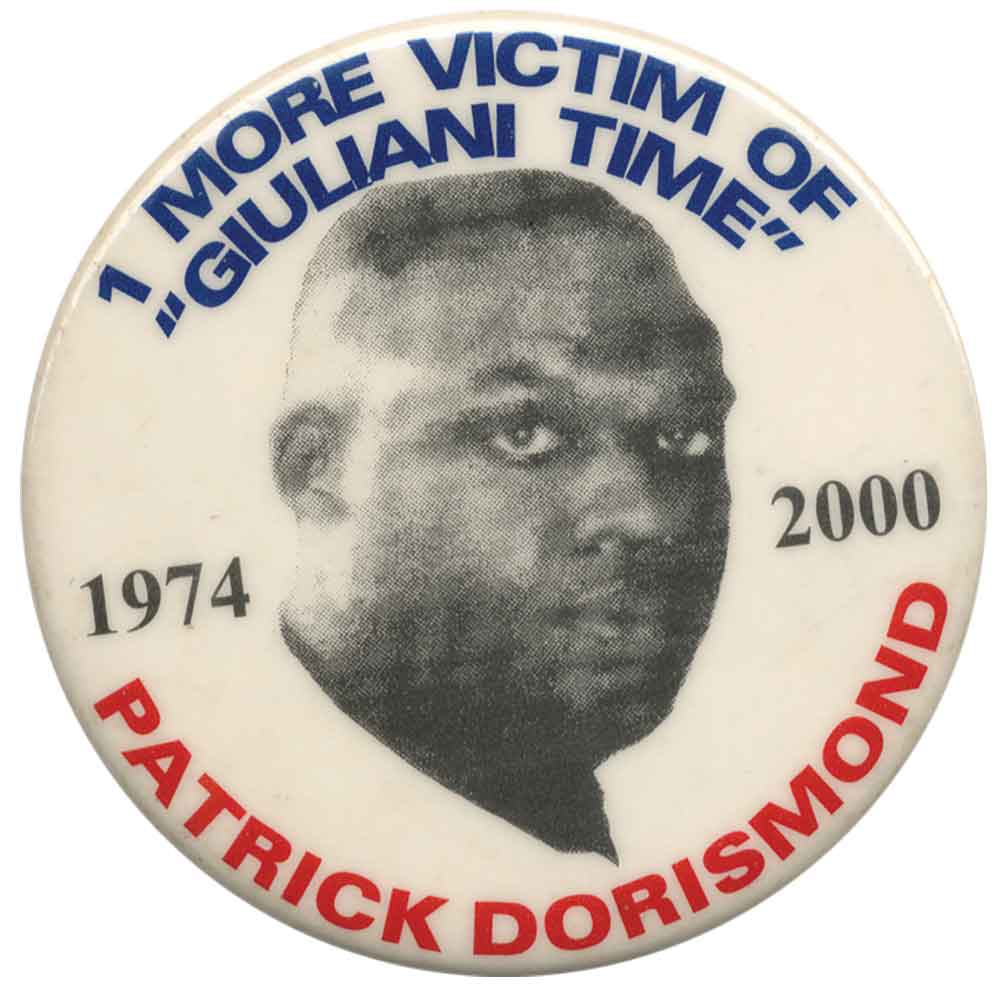 1 MORE VICTIM OF
"GIULIANI TIME"
1974
2000
PATRICK DORISMOND